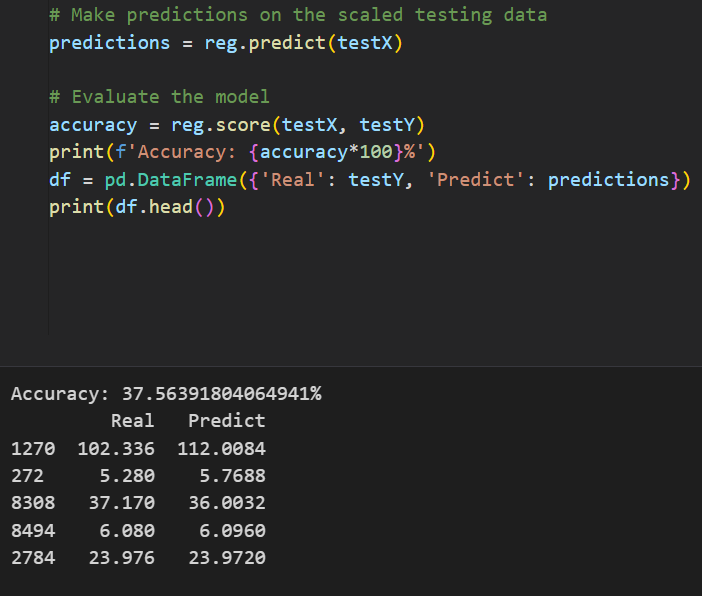 # Make predictions on the scaled testing data
predictions = reg.predict(testX)
# Evaluate the model
accuracy = reg.score(testX, testY)
print(f'Accuracy: {accuracy*100}%')
df = pd.DataFrame({'Real': testY, 'Predict': predictions})
print(df.head())
Accuracy: 37.56391804064941%
Real Predict
1270 102.336 112.0084
272 5.280 5.7688
8308 37.170 36.0032
8494 6.080 6.0960
2784 23.976 23.9720